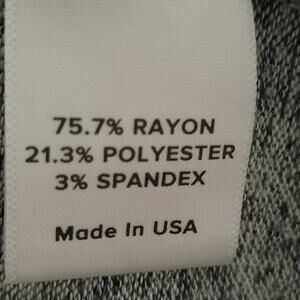 75.7% RAYON
21.3% POLYESTER
3% SPANDEX
Made In USA